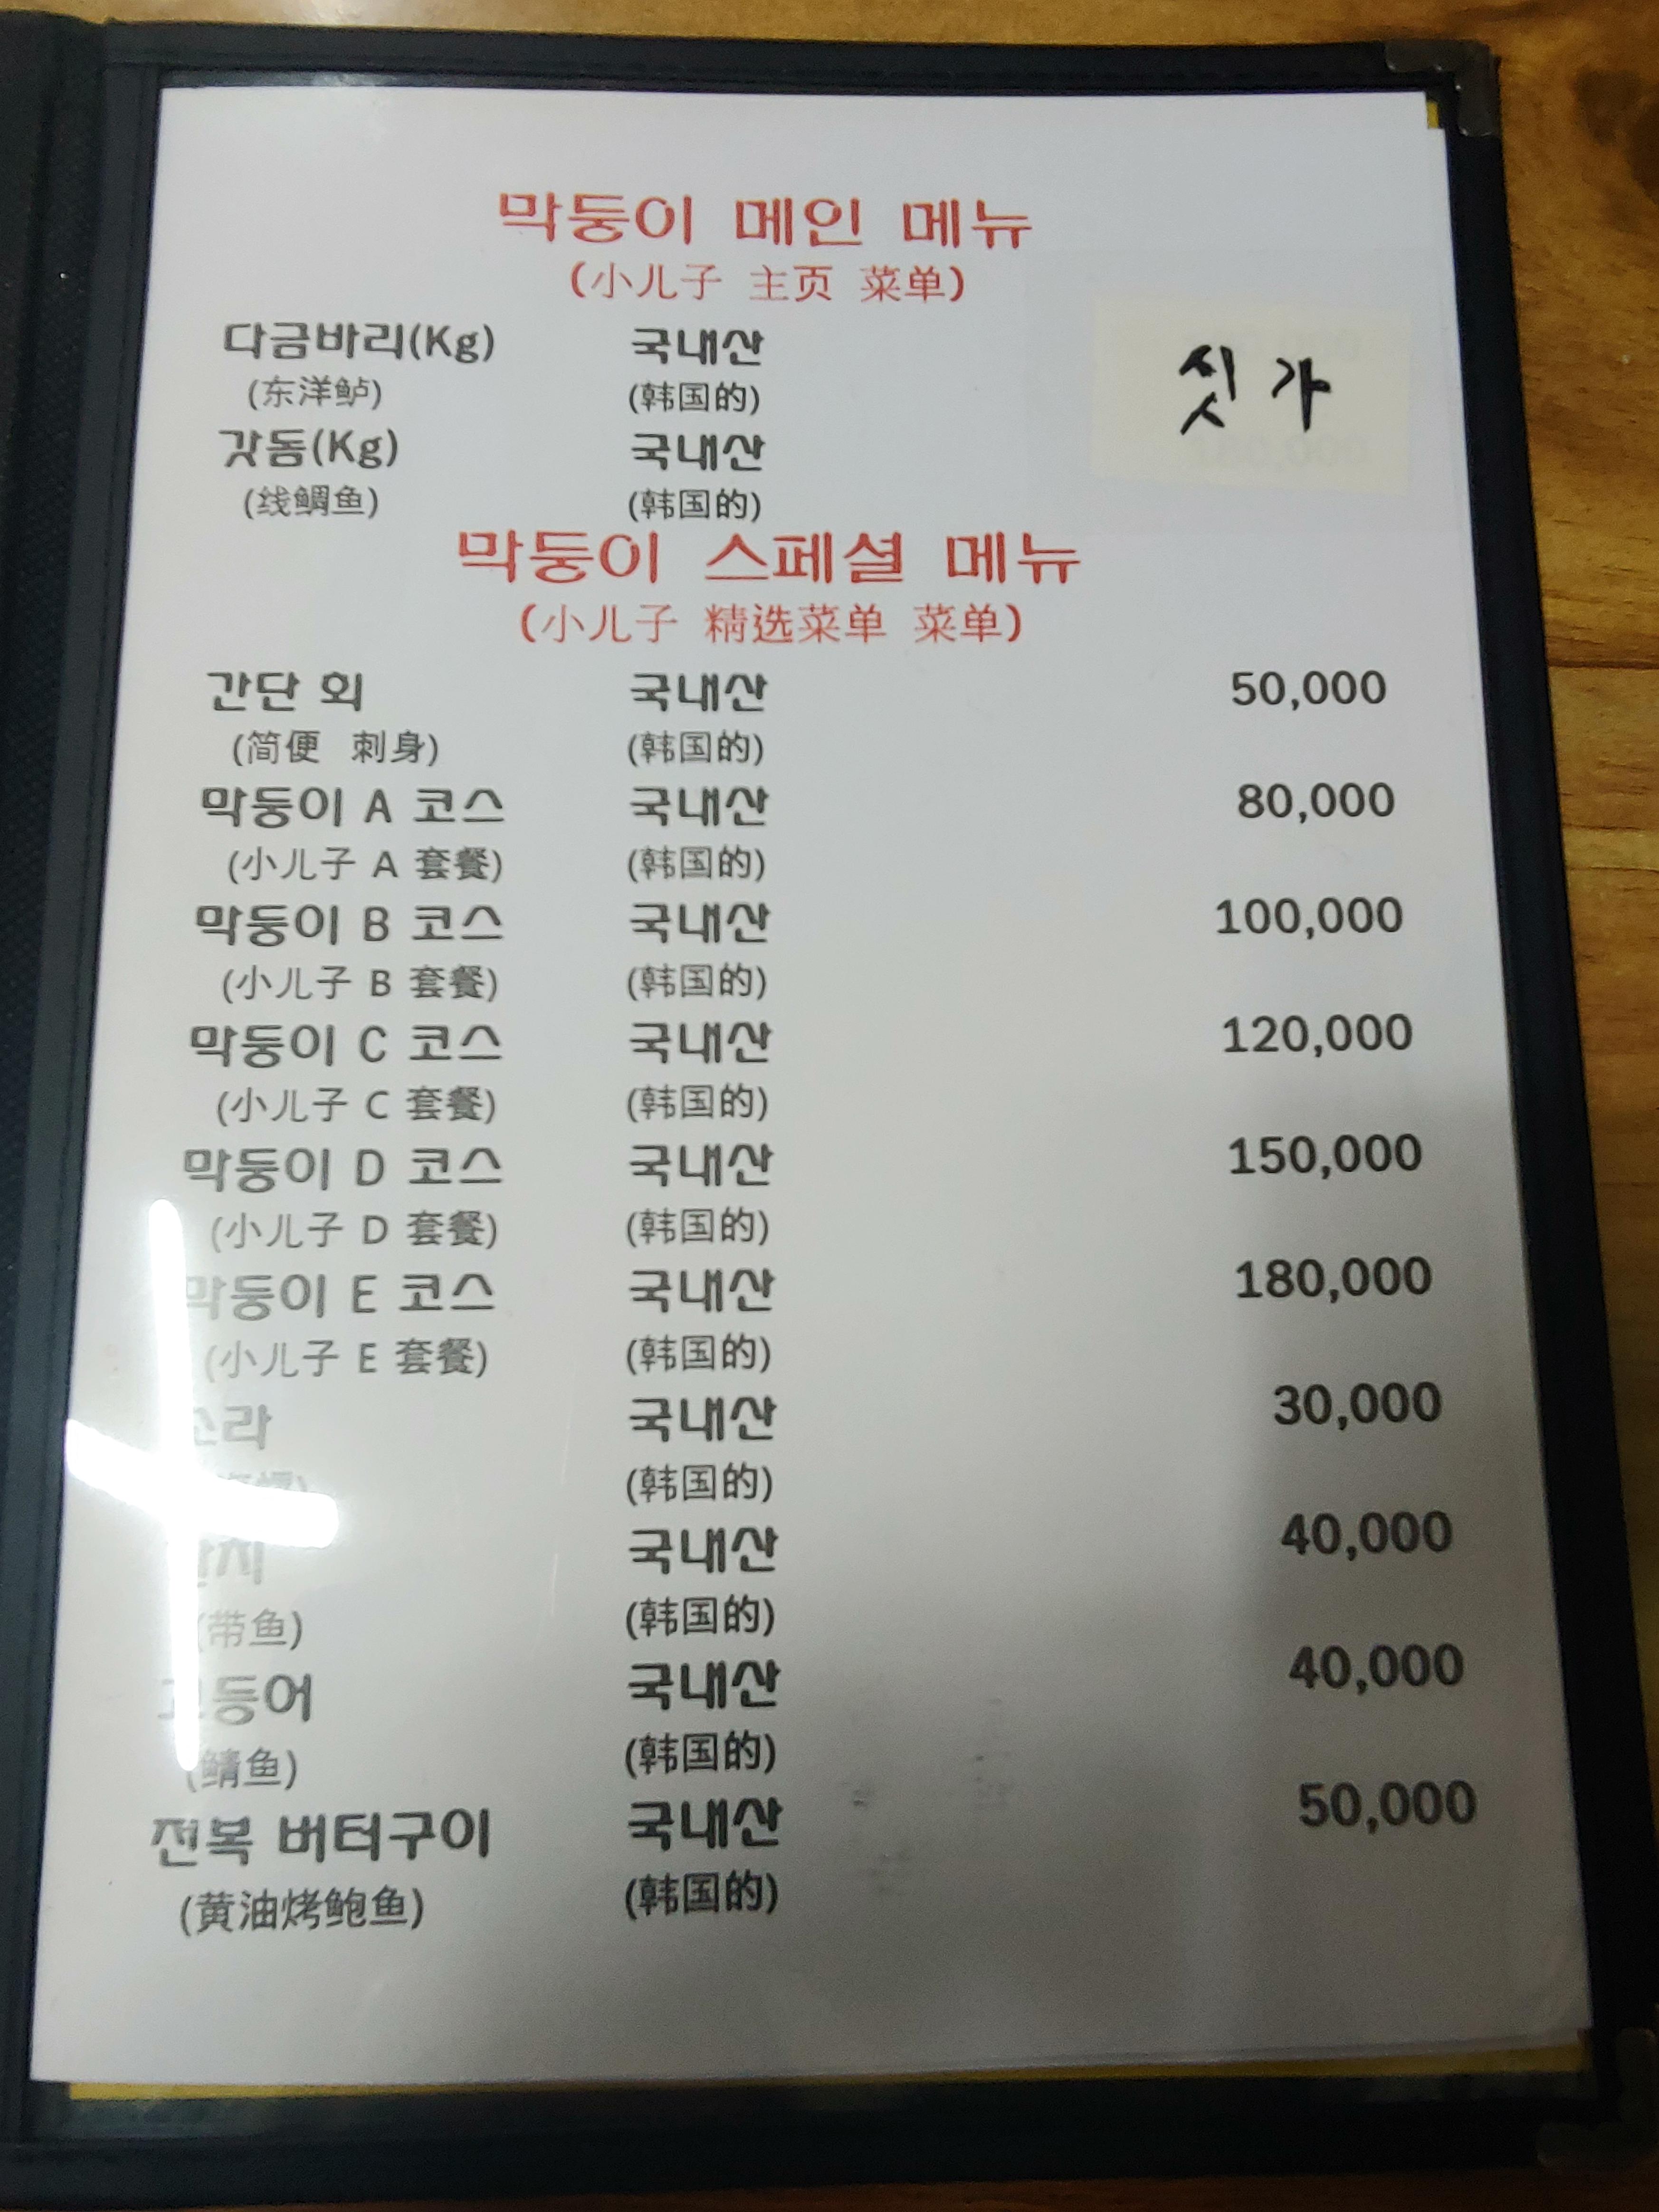 막둥이 메인 메뉴
(小儿子 主页 菜单)
다금바리(Kg) 국내산
(东洋鲈) (韩国的)
싯가
갓돔(Kg) 국내산
(线鲷鱼) (韩国的)
막둥이 스페셜 메뉴
(小儿子 精选菜单 菜单)
간단 회 국내산 50,000
(简便 刺身) (韩国的)
막둥이 A 코스 국내산 80,000
(小儿子 A 套餐) (韩国的)
막둥이 B 코스 국내산 100,000
(小儿子 B 套餐) (韩国的)
막둥이 C 코스 국내산 120,000
(小儿子 C 套餐) (韩国的)
막둥이 D 코스 국내산 150,000
(小儿子 D 套餐) (韩国的)
막둥이 E 코스 국내산 180,000
(小儿子 E 套餐) (韩国的)
소라 국내산 30,000
(韩国的)
국내산 40,000
(带鱼) (韩国的)
고등어 국내산 40,000
(鲭鱼) (韩国的)
전복 버터구이 국내산 50,000
(黄油烤鲍鱼) (韩国的)